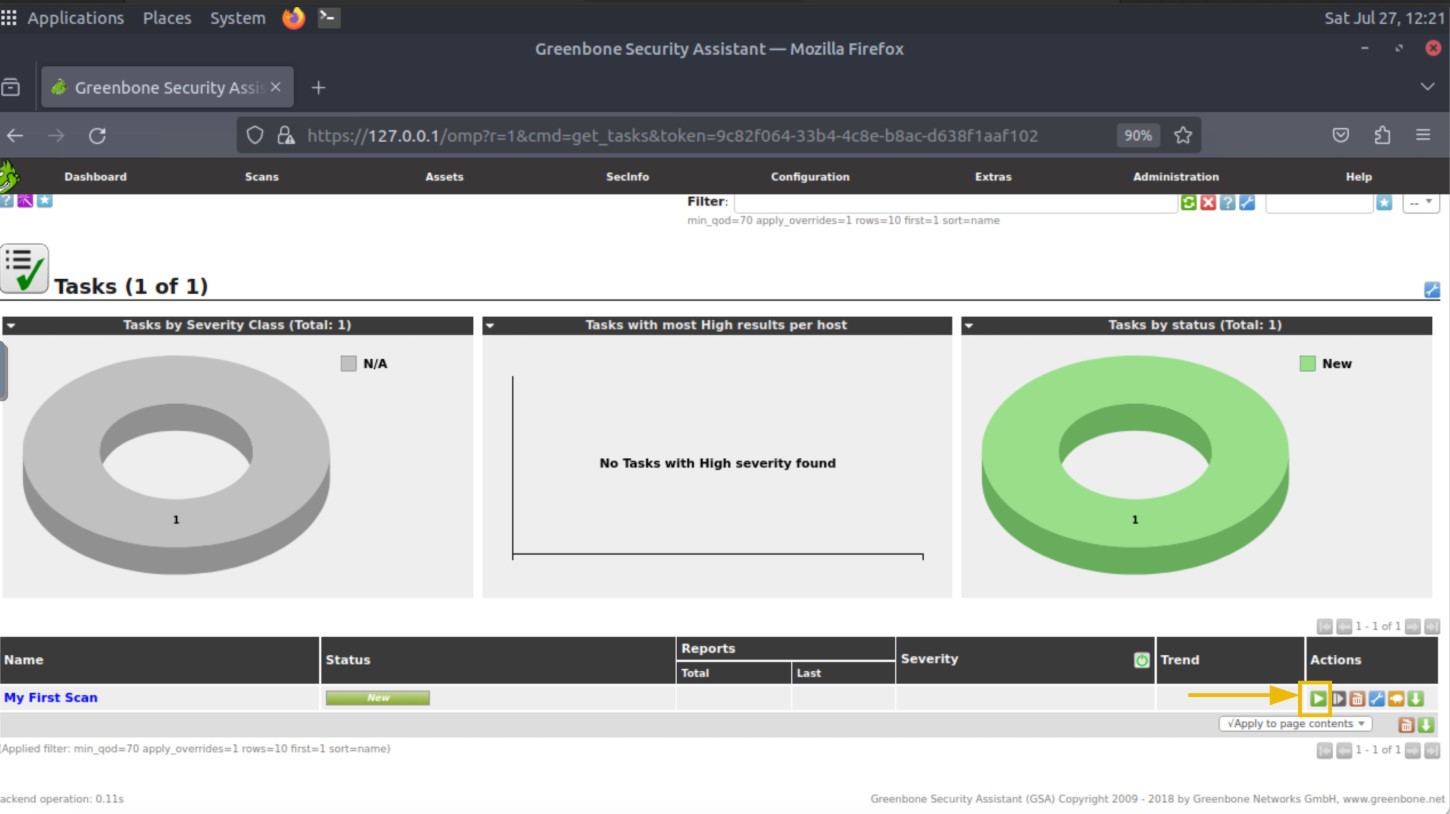 Applications Places System Sat Jul 27, 12:21
Greenbone Security Assistant — Mozilla Firefox
Greenbone Security Assis
https://127.0.0.1/omp?r=1&cmd=get_tasks&token=9c82f064-33b4-4c8e-b8ac-d638f1aaf102 90%
Dashboard Scans Assets SecInfo Configuration Extras Administration Help
Filter: --
min_qod=70 apply_overrides=1 rows=10 first=1 sort=name
Tasks (1 of 1)
Tasks by Severity Class (Total: 1) Tasks with most High results per host Tasks by status (Total: 1)
N/A New
No Tasks with High severity found
1 1
1 - 1 of 1
Name Status Reports Severity Trend Actions
Total Last
My First Scan New
√Apply to page contents
(Applied filter: min_qod=70 apply_overrides=1 rows=10 first=1 sort=name) 1 - 1 of 1
ackend operation: 0.11s Greenbone Security Assistant (GSA) Copyright 2009 - 2018 by Greenbone Networks GmbH, www.greenbone.net